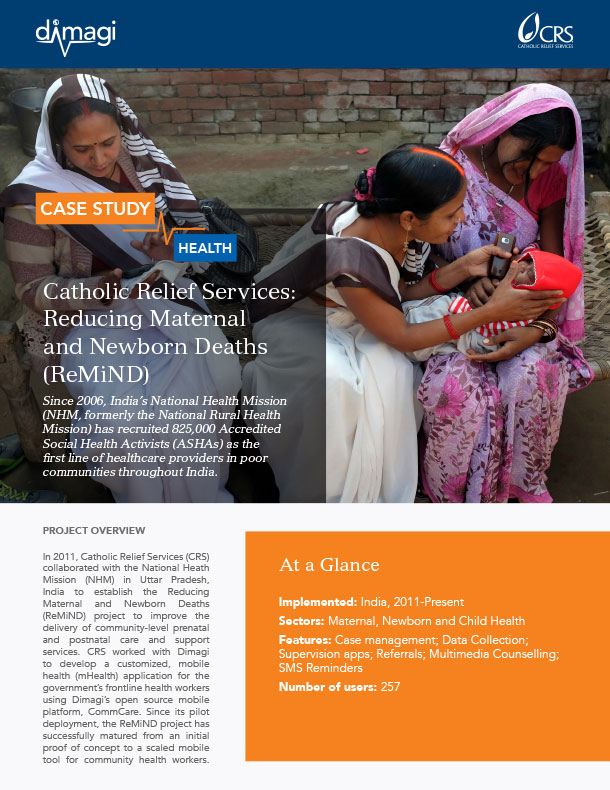 dimagi
CRS
CATHOLIC RELIEF SERVICES
CASE STUDY
HEALTH
Catholic Relief Services:
Reducing Maternal
and Newborn Deaths
(ReMiND)
Since 2006, India's National Health Mission
(NHM, formerly the National Rural Health
Mission) has recruited 825,000 Accredited
Social Health Activists (ASHAs) as the
first line of healthcare providers in poor
communities throughout India.
PROJECT OVERVIEW
In 2011, Catholic Relief Services (CRS)
collaborated with the National Heath
Mission (NHM) in Uttar Pradesh,
India to establish the Reducing
Maternal and Newborn Deaths
(ReMiND) project to improve the
delivery of community-level prenatal
and postnatal care and support
services. CRS worked with Dimagi
to develop a customized, mobile
health (mHealth) application for the
government's frontline health workers
using Dimagi's open source mobile
platform, CommCare. Since its pilot
deployment, the ReMiND project has
successfully matured from an initial
proof of concept to a scaled mobile
tool for community health workers.
At a Glance
Implemented: India, 2011-Present
Sectors: Maternal, Newborn and Child Health
Features: Case management; Data Collection;
Supervision apps; Referrals; Multimedia Counselling;
SMS Reminders
Number of users: 257